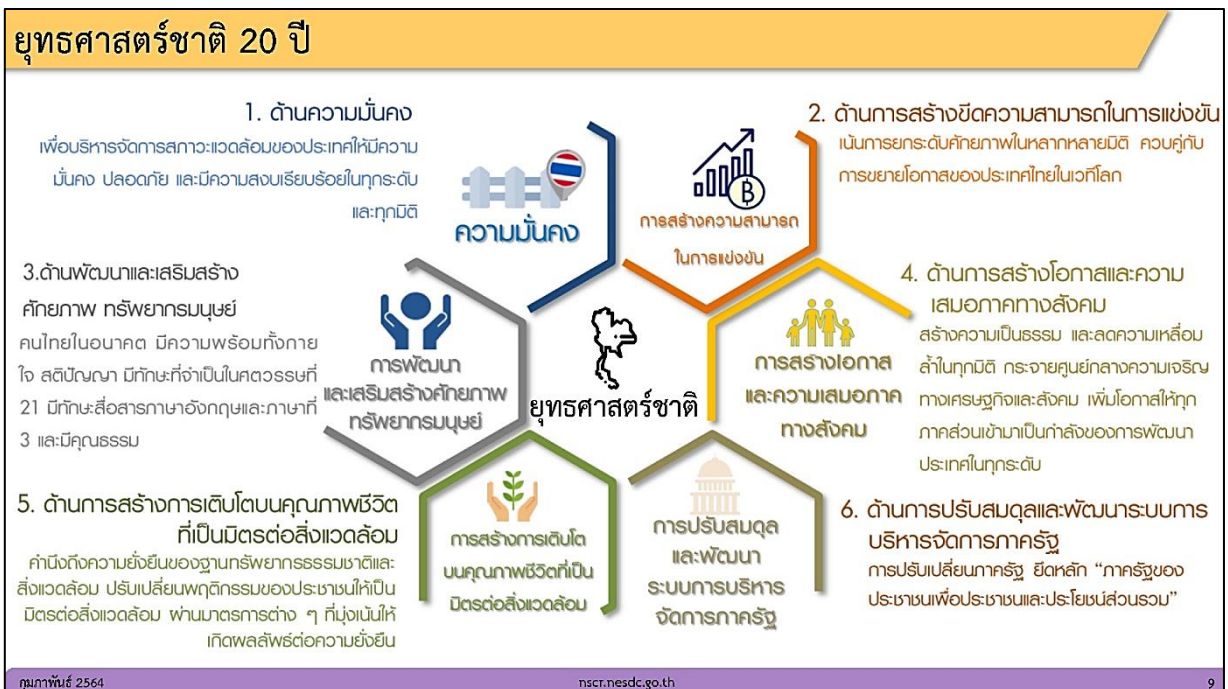 ยุทธศาสตร์ชาติ 20 ปี
1. ด้านความมั่นคง
เพื่อบริหารจัดการสภาวะแวดล้อมของประเทศให้มีความ
มั่นคง ปลอดภัย และมีความสงบเรียบร้อยในทุกระดับ
และทุกมิติ
ความมั่นคง
2. ด้านการสร้างขีดความสามารถในการแข่งขัน
เน้นการยกระดับศักยภาพในหลากหลายมิติ ควบคู่กับ
การขยายโอกาสของประเทศไทยในเวทีโลก
การสร้างความสามารถ
ในการแข่งขัน
3.ด้านพัฒนาและเสริมสร้าง
ศักยภาพ ทรัพยากรมนุษย์
คนไทยในอนาคต มีความพร้อมทั้งกาย
ใจ สติปัญญา มีทักษะที่จำเป็นในศตวรรษที่
21 มีทักษะสื่อสารภาษาอังกฤษและภาษาที่
3 และมีคุณธรรม
การพัฒนา
และเสริมสร้างศักยภาพ
ทรัพยากรมนุษย์
ยุทธศาสตร์ชาติ
การสร้างโอกาส
และความเสมอภาค
ทางสังคม
4. ด้านการสร้างโอกาสและความ
เสมอภาคทางสังคม
สร้างความเป็นธรรม และลดความเหลื่อม
ล้ำในทุกมิติ กระจายศูนย์กลางความเจริญ
ทางเศรษฐกิจและสังคม เพิ่มโอกาสให้ทุก
ภาคส่วนเข้ามาเป็นกำลังของการพัฒนา
ประเทศในทุกระดับ
5. ด้านการสร้างการเติบโตบนคุณภาพชีวิต
ที่เป็นมิตรต่อสิ่งแวดล้อม
คำนึงถึงความยั่งยืนของฐานทรัพยากรธรรมชาติและ
สิ่งแวดล้อม ปรับเปลี่ยนพฤติกรรมของประชาชนให้เป็น
มิตรต่อสิ่งแวดล้อม ผ่านมาตรการต่าง ๆ ที่มุ่งเน้นให้
เกิดผลลัพธ์ต่อความยั่งยืน
การสร้างการเติบโต
บนคุณภาพชีวิตที่เป็น
มิตรต่อสิ่งแวดล้อม
การปรับสมดุล
และพัฒนา
ระบบการบริหาร
จัดการภาครัฐ
6. ด้านการปรับสมดุลและพัฒนาระบบการ
บริหารจัดการภาครัฐ
การปรับเปลี่ยนภาครัฐ ยึดหลัก “ภาครัฐของ
ประชาชนเพื่อประชาชนและประโยชน์ส่วนรวม”
กุมภาพันธ์ 2564
nscr.nesdc.go.th
9